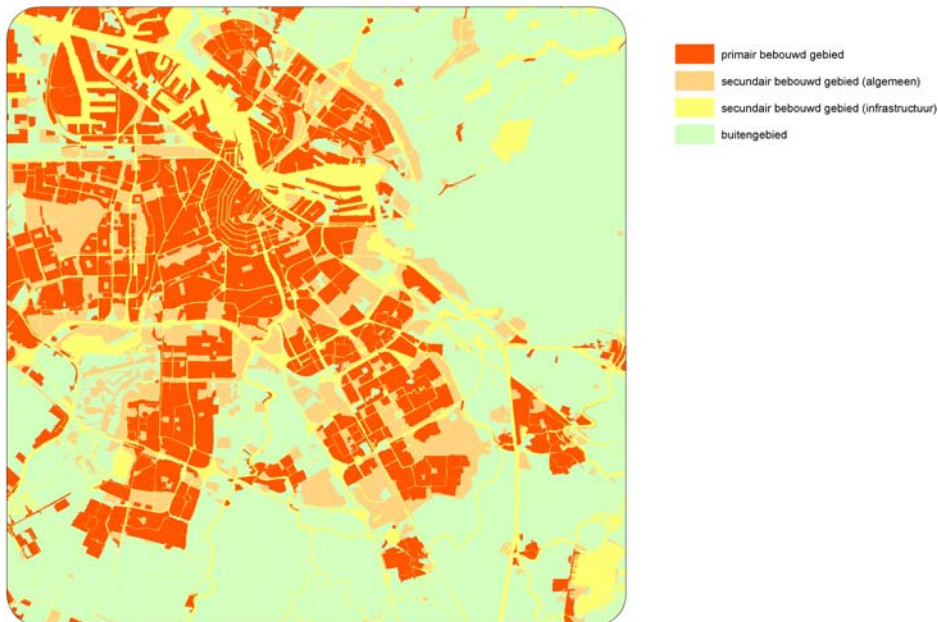 primair bebouwd gebied
secundair bebouwd gebied (algemeen)
secundair bebouwd gebied (infrastructuur)
buitengebied